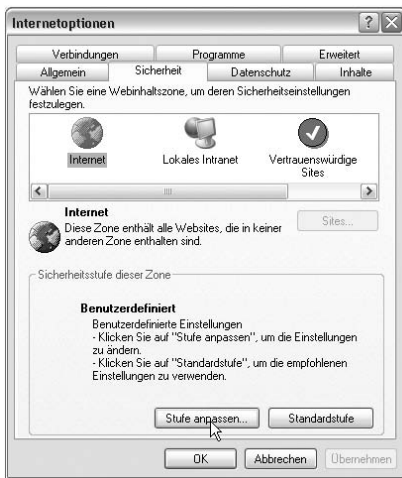 Internetoptionen
Verbindungen Programme Erweitert
Allgemein Sicherheit Datenschutz Inhalte
Wählen Sie eine Webinhaltszone, um deren Sicherheitseinstellungen
festzulegen.
Internet Lokales Intranet Vertrauenswürdige
Sites
Internet
Diese Zone enthält alle Websites, die in keiner
anderen Zone enthalten sind.
Sites...
Sicherheitsstufe dieser Zone
Benutzerdefiniert
Benutzerdefinierte Einstellungen
- Klicken Sie auf "Stufe anpassen", um die Einstellungen
zu ändern.
- Klicken Sie auf "Standardstufe", um die empfohlenen
Einstellungen zu verwenden.
Stufe anpassen... Standardstufe
OK Abbrechen Übernehmen